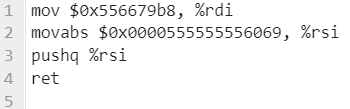 1 mov $0x556679b8, %rdi
2 movabs $0x0000555555556069, %rsi
3 pushq %rsi
4 ret
5